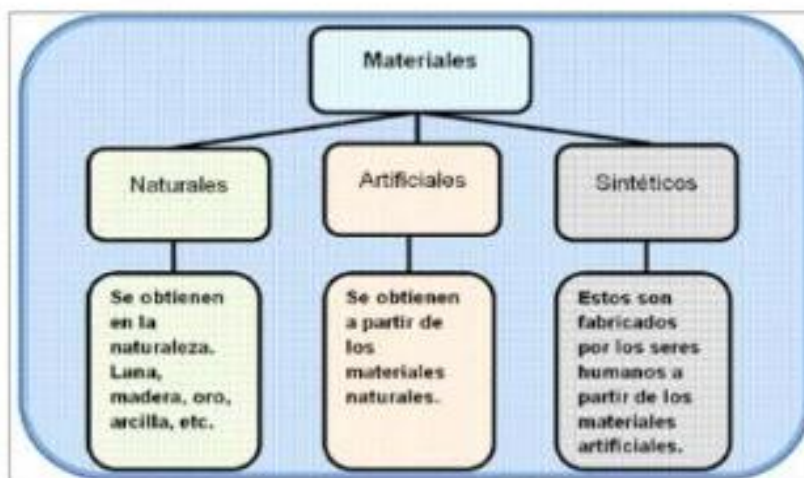 Materiales
Naturales
Artificiales
Sintéticos
Se obtienen
en la
naturaleza.
Lana,
madera, oro,
arcilla, etc.
Se obtienen
a partir de
los
materiales
naturales.
Estos son
fabricados
por los seres
humanos a
partir de los
materiales
artificiales.